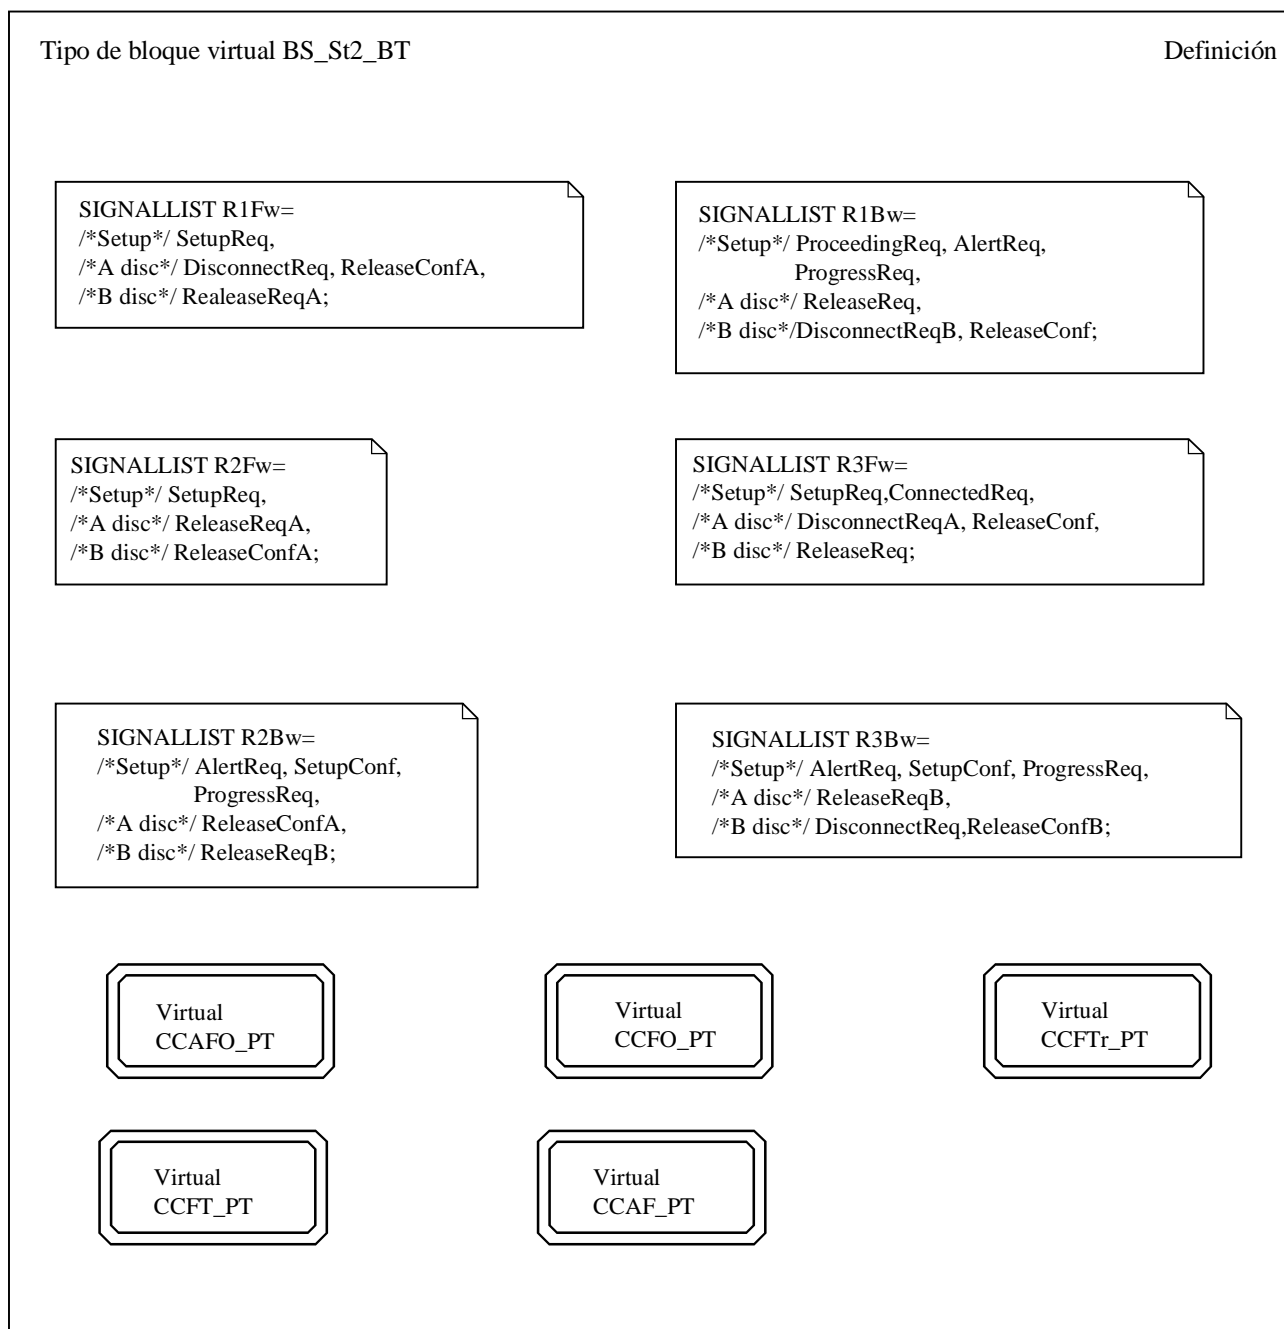 Tipo de bloque virtual BS_St2_BT
Definición
SIGNALLIST R1Fw=
/*Setup*/ SetupReq,
/*A disc*/ DisconnectReq, ReleaseConfA,
/*B disc*/ RealeaseReqA;
SIGNALLIST R1Bw=
/*Setup*/ ProceedingReq, AlertReq,
ProgressReq,
/*A disc*/ ReleaseReq,
/*B disc*/DisconnectReqB, ReleaseConf;
SIGNALLIST R2Fw=
/*Setup*/ SetupReq,
/*A disc*/ ReleaseReqA,
/*B disc*/ ReleaseConfA;
SIGNALLIST R3Fw=
/*Setup*/ SetupReq,ConnectedReq,
/*A disc*/ DisconnectReqA, ReleaseConf,
/*B disc*/ ReleaseReq;
SIGNALLIST R2Bw=
/*Setup*/ AlertReq, SetupConf,
ProgressReq,
/*A disc*/ ReleaseConfA,
/*B disc*/ ReleaseReqB;
SIGNALLIST R3Bw=
/*Setup*/ AlertReq, SetupConf, ProgressReq,
/*A disc*/ ReleaseReqB,
/*B disc*/ DisconnectReq,ReleaseConfB;
Virtual
CCAFO_PT
Virtual
CCFO_PT
Virtual
CCFTr_PT
Virtual
CCFT_PT
Virtual
CCAF_PT